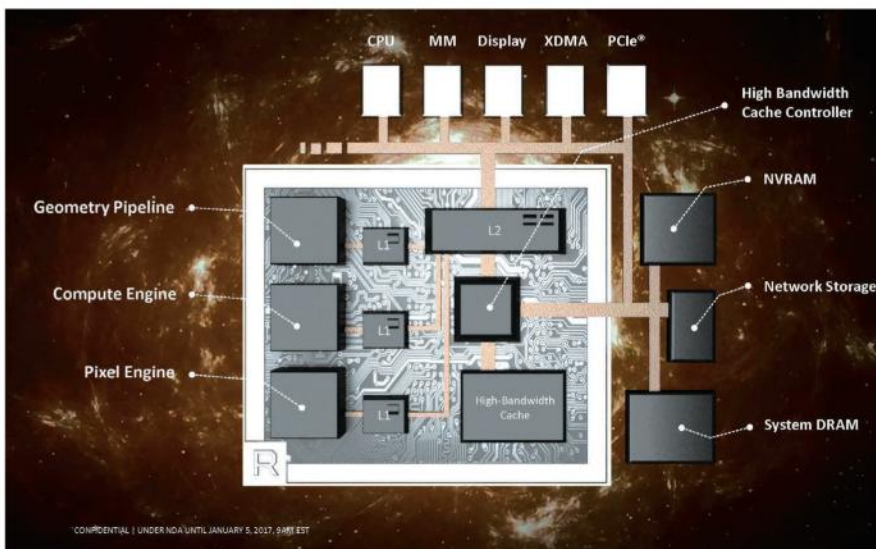 CPU
MM
Display
XDMA
PCIe®
High Bandwidth
Cache Controller
NVRAM
Geometry Pipeline
L1
L2
Compute Engine
L1
Network Storage
Pixel Engine
L1
High-Bandwidth
Cache
System DRAM
R
CONFIDENTIAL | UNDER NDA UNTIL JANUARY 5, 2017, 9AM EST